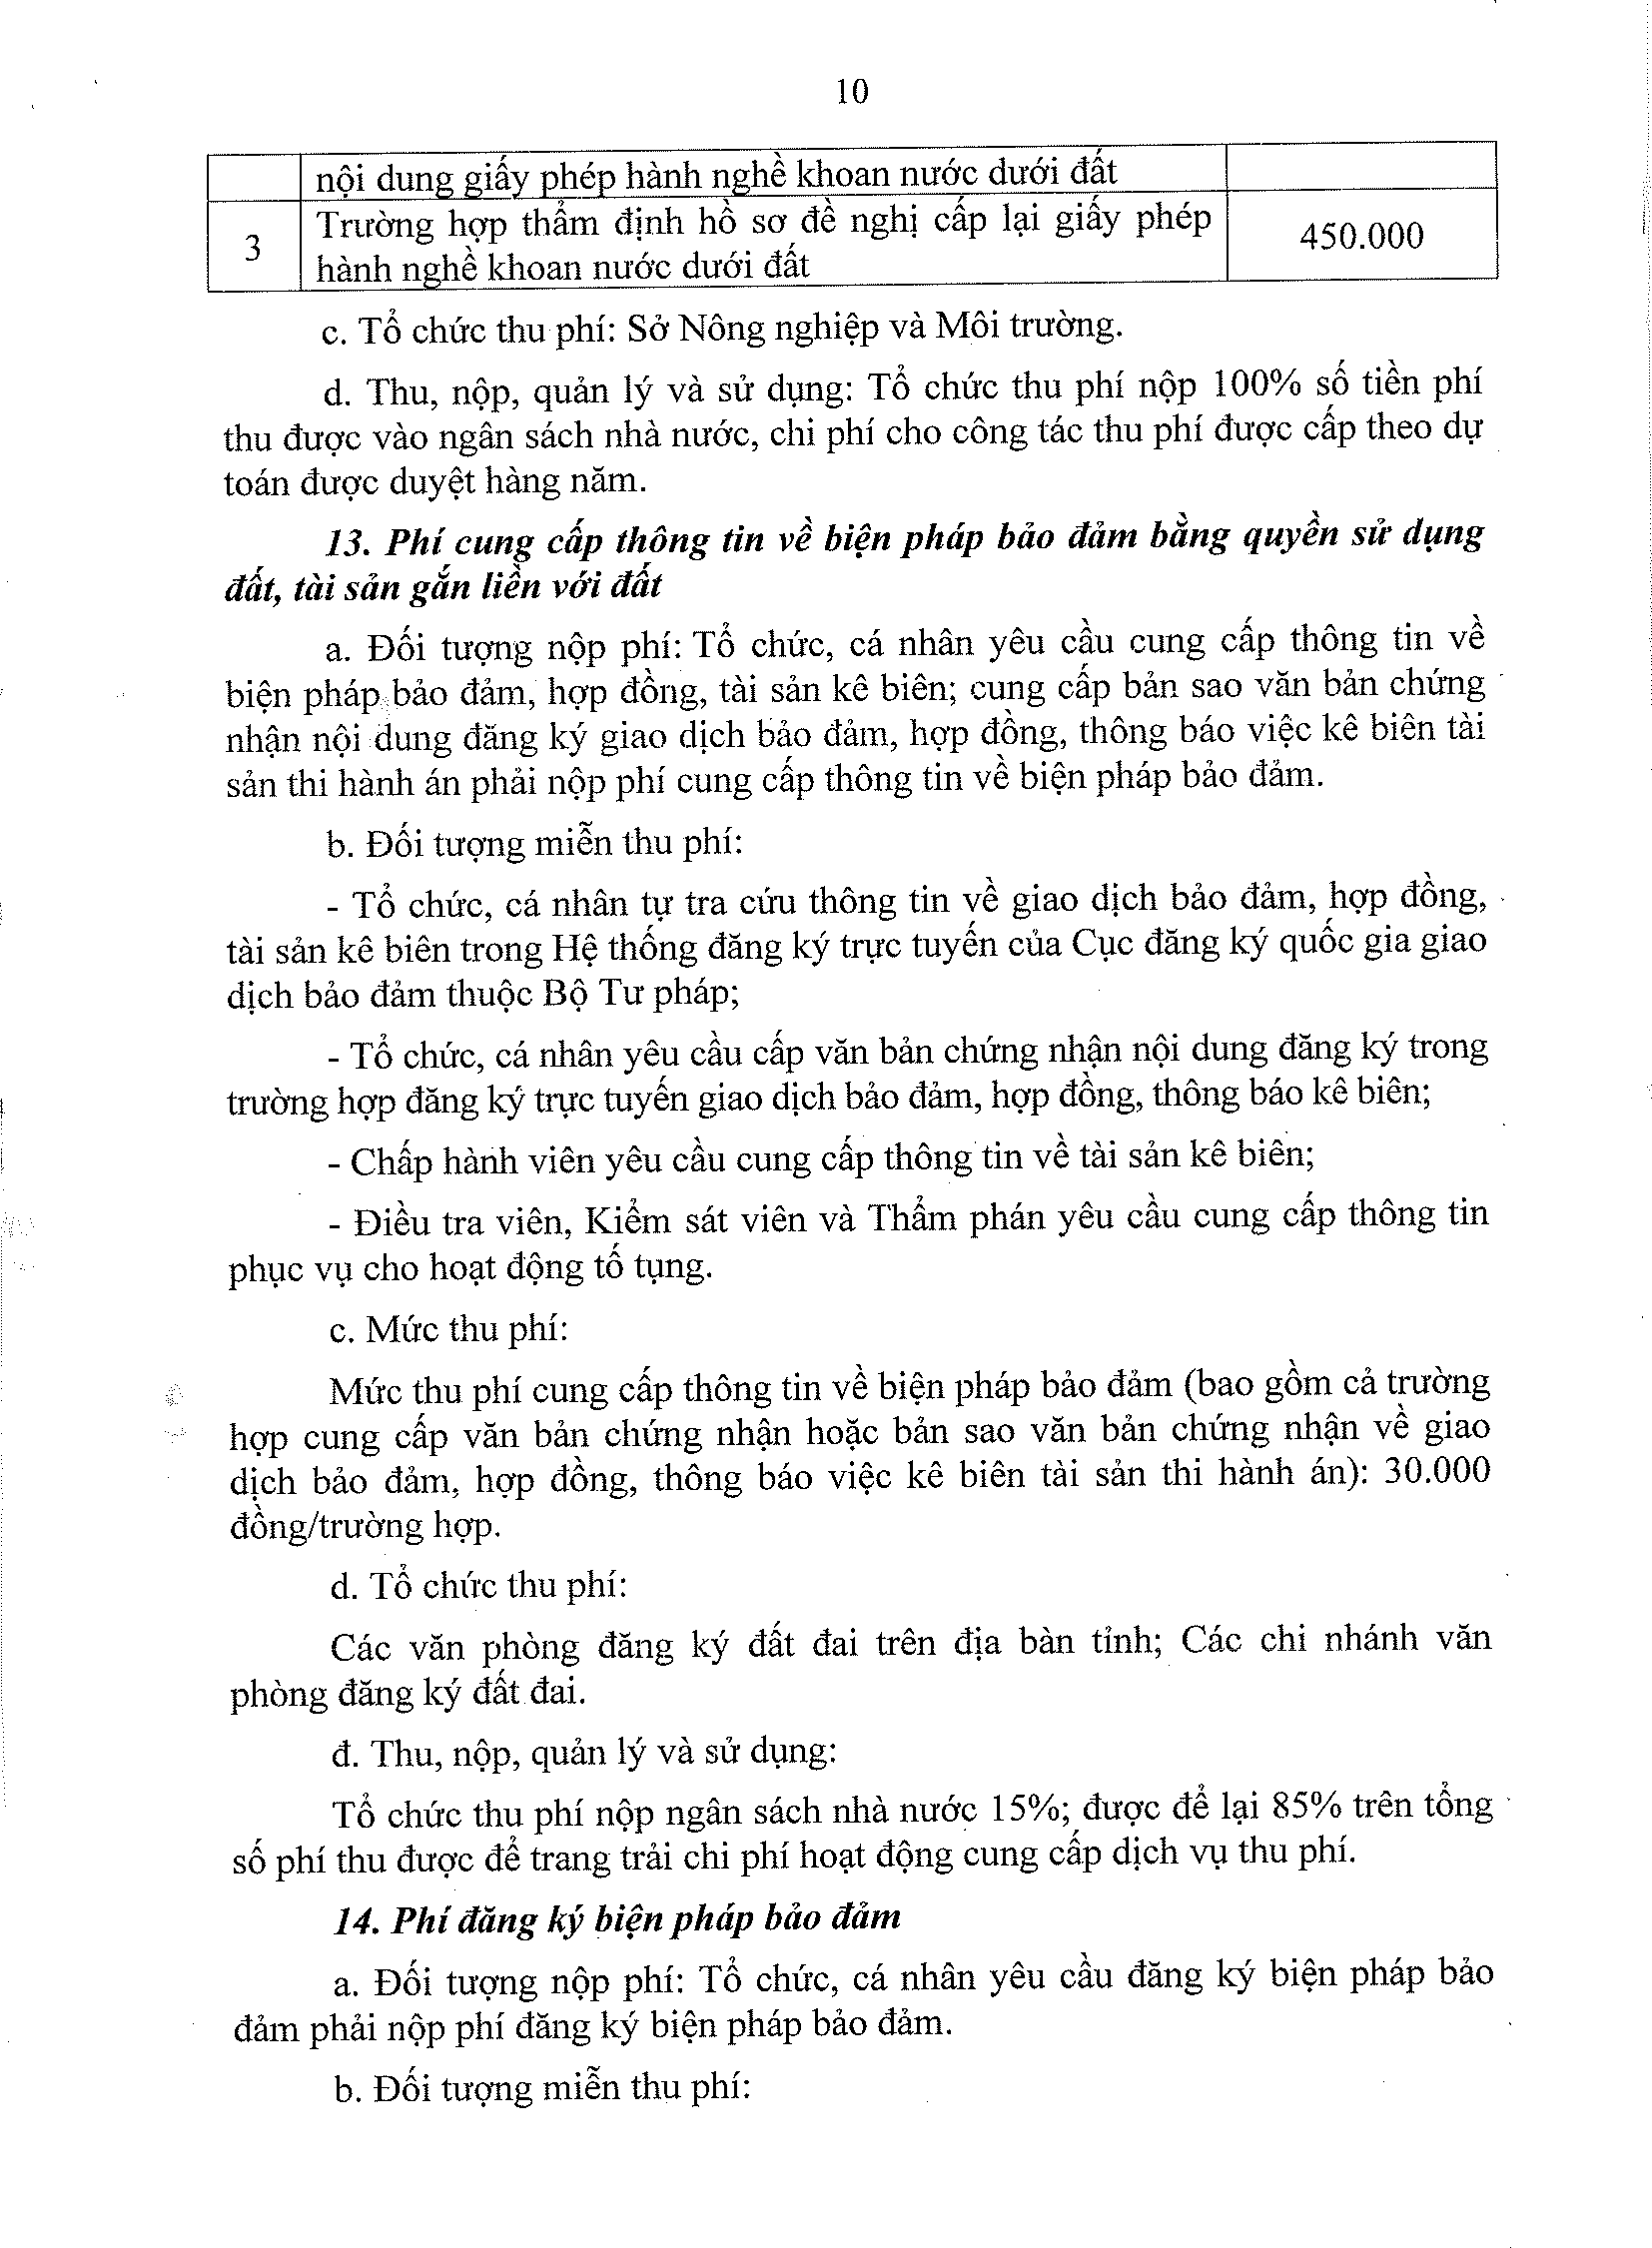 10
nội dung giấy phép hành nghề khoan nước dưới đất
3
Trường hợp thẩm định hồ sơ đề nghị cấp lại giấy phép
hành nghề khoan nước dưới đất
450.000
c. Tổ chức thu phí: Sở Nông nghiệp và Môi trường.
d. Thu, nộp, quản lý và sử dụng: Tổ chức thu phí nộp 100% số tiền phí
thu được vào ngân sách nhà nước, chi phí cho công tác thu phí được cấp theo dự
toán được duyệt hàng năm.
13. Phí cung cấp thông tin về biện pháp bảo đảm bằng quyền sử dụng
đất, tài sản gắn liền với đất
a. Đối tượng nộp phí: Tổ chức, cá nhân yêu cầu cung cấp thông tin về
biện pháp bảo đảm, hợp đồng, tài sản kê biên; cung cấp bản sao văn bản chứng
nhận nội dung đăng ký giao dịch bảo đảm, hợp đồng, thông báo việc kê biên tài
sản thi hành án phải nộp phí cung cấp thông tin về biện pháp bảo đảm.
b. Đối tượng miễn thu phí:
- Tổ chức, cá nhân tự tra cứu thông tin về giao dịch bảo đảm, hợp đồng,
tài sản kê biên trong Hệ thống đăng ký trực tuyến của Cục đăng ký quốc gia giao
dịch bảo đảm thuộc Bộ Tư pháp;
- Tổ chức, cá nhân yêu cầu cấp văn bản chứng nhận nội dung đăng ký trong
trường hợp đăng ký trực tuyến giao dịch bảo đảm, hợp đồng, thông báo kê biên;
- Chấp hành viên yêu cầu cung cấp thông tin về tài sản kê biên;
- Điều tra viên, Kiểm sát viên và Thẩm phán yêu cầu cung cấp thông tin
phục vụ cho hoạt động tố tụng.
c. Mức thu phí:
Mức thu phí cung cấp thông tin về biện pháp bảo đảm (bao gồm cả trường
hợp cung cấp văn bản chứng nhận hoặc bản sao văn bản chứng nhận về giao
dịch bảo đảm, hợp đồng, thông báo việc kê biên tài sản thi hành án): 30.000
đồng/trường hợp.
d. Tổ chức thu phí:
Các văn phòng đăng ký đất đai trên địa bàn tỉnh; Các chi nhánh văn
phòng đăng ký đất đai.
đ. Thu, nộp, quản lý và sử dụng:
Tổ chức thu phí nộp ngân sách nhà nước 15%; được để lại 85% trên tổng
số phí thu được để trang trải chi phí hoạt động cung cấp dịch vụ thu phí.
14. Phí đăng ký biện pháp bảo đảm
a. Đối tượng nộp phí: Tổ chức, cá nhân yêu cầu đăng ký biện pháp bảo
đảm phải nộp phí đăng ký biện pháp bảo đảm.
b. Đối tượng miễn thu phí: